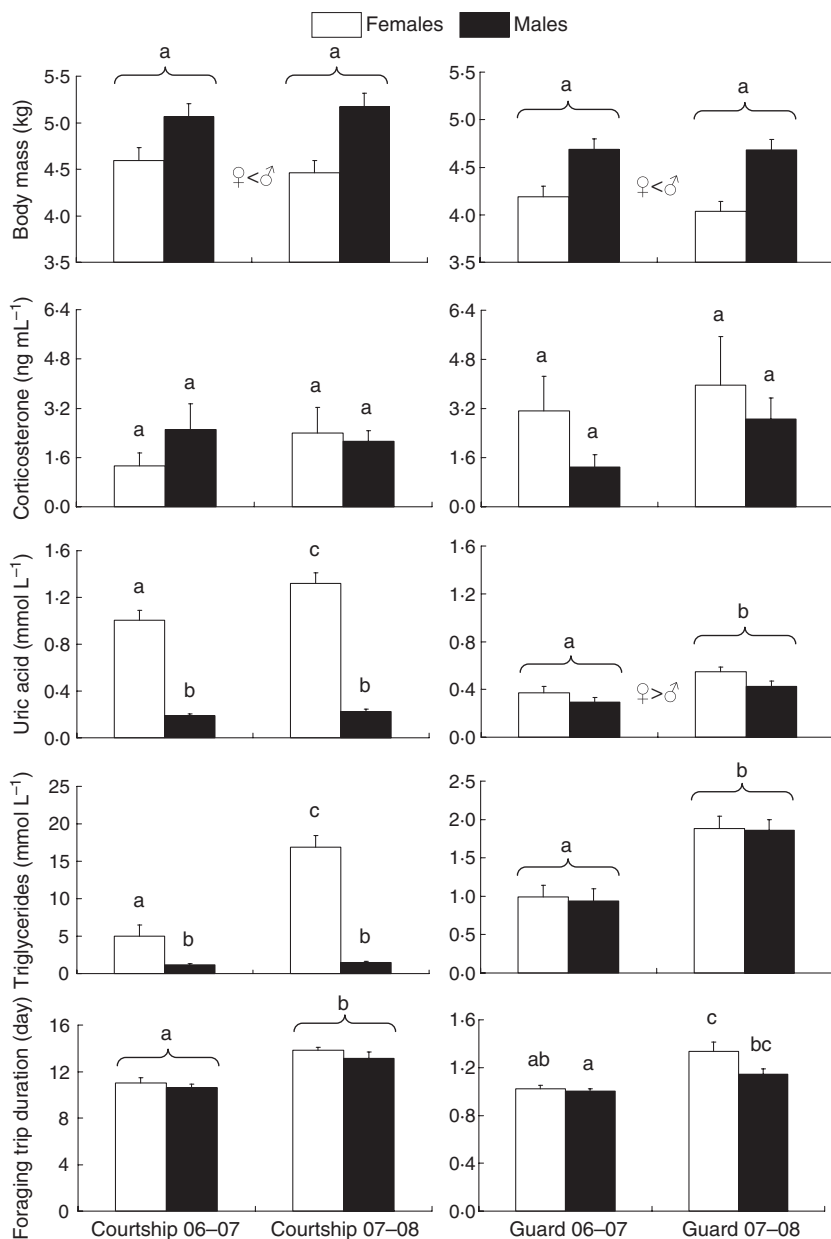 Females Males
Body mass (kg)
5·5
5·0
4·5
4·0
3·5
a
a
♀<♂
5·5
5·0
4·5
4·0
3·5
a
a
♀<♂
Corticosterone (ng mL−1)
6·4
4·8
3·2
1·6
0·0
a
a
a
a
6·4
4·8
3·2
1·6
0·0
a
a
a
a
Uric acid (mmol L−1)
1·6
1·2
0·8
0·4
0·0
a
b
c
b
1·6
1·2
0·8
0·4
0·0
a
b
♀>♂
Triglycerides (mmol L−1)
25
20
15
10
5
0
a
b
c
b
2·5
2·0
1·5
1·0
0·5
0·0
a
b
Foraging trip duration (day)
16
12
8
4
0
a
b
1·6
1·2
0·8
0·4
0·0
ab
a
c
bc
Courtship 06–07 Courtship 07–08 Guard 06–07 Guard 07–08